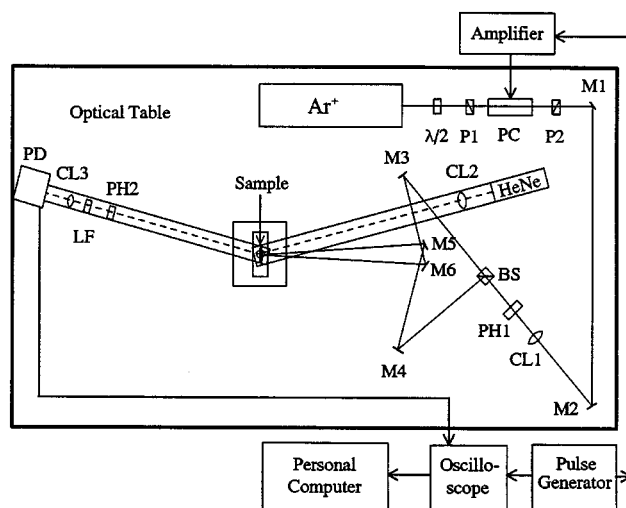 Amplifier
M1
Ar+
Optical Table
λ/2
P1
PC
P2
PD
CL3
PH2
LF
Sample
M3
CL2
HeNe
M5
M6
BS
PH1
CL1
M4
M2
Personal
Computer
Oscillo-
scope
Pulse
Generator